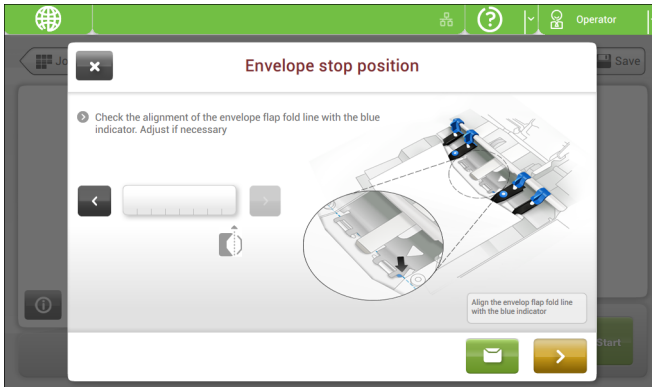 Operator
Jo
Save
Envelope stop position
Check the alignment of the envelope flap fold line with the blue
indicator. Adjust if necessary
Align the envelop flap fold line
with the blue indicator
Start